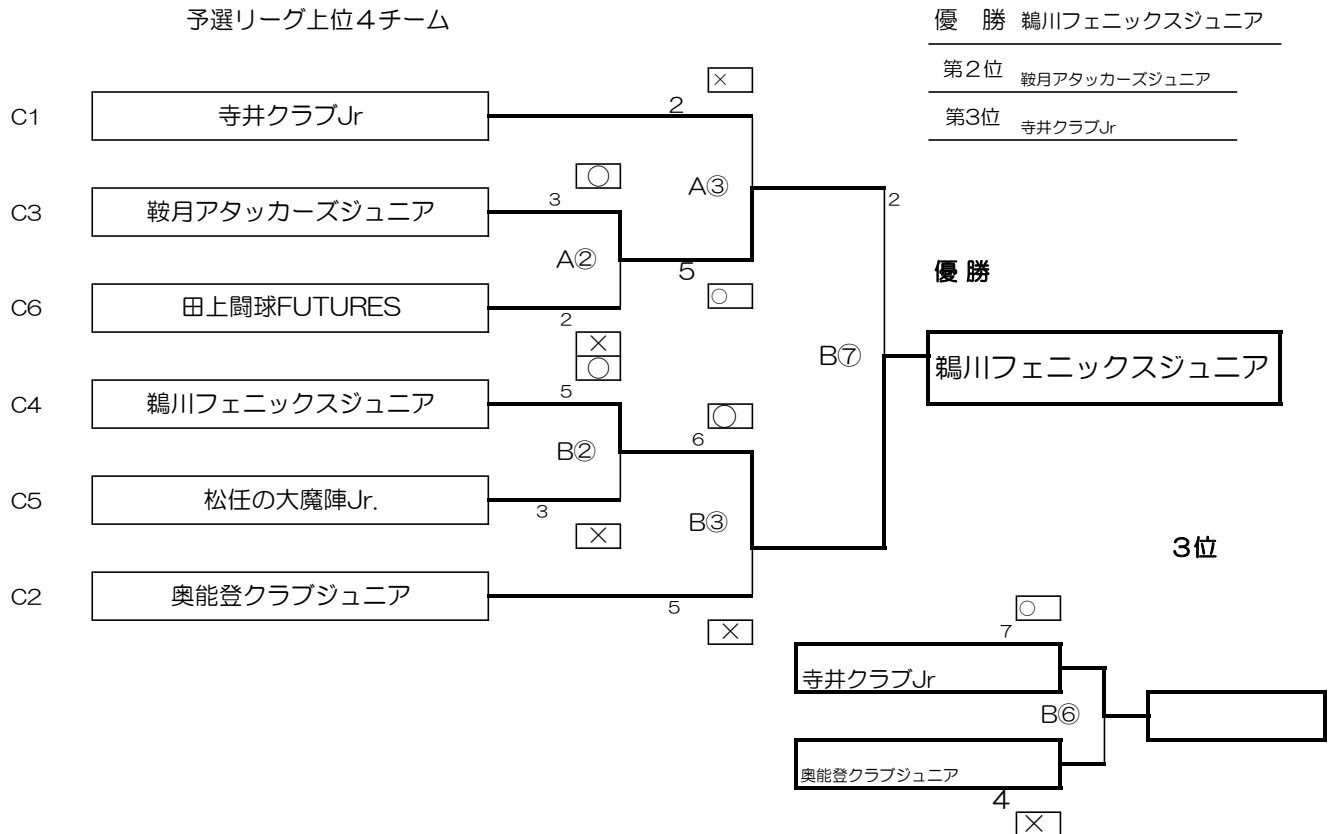 予選リーグ上位4チーム
優　勝 鵜川フェニックスジュニア
第2位 鞍月アタッカーズジュニア
第3位 寺井クラブJr
×
2
C1 寺井クラブJr
○
A③
3
2
C3 鞍月アタッカーズジュニア
A②
5
優 勝
○
C6 田上闘球FUTURES
2
×
○
B⑦
鵜川フェニックスジュニア
5
C4 鵜川フェニックスジュニア
○
6
B②
C5 松任の大魔陣Jr.
3
×
B③
3位
C2 奥能登クラブジュニア
5
×
○
7
寺井クラブJr
B⑥
奥能登クラブジュニア
4
×